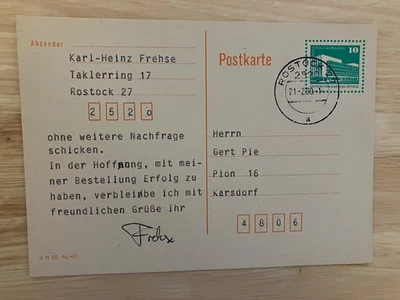 Absender
Karl-Heinz Frehse
Taklerring 17
Rostock 27
2 5 2 0
ohne weitere Nachfrage
schicken.
In der Hoffnung, mit mei-
ner Bestellung Erfolg zu
haben, verbleibe ich mit
freundlichen Grüße Ihr
Frehse
Postkarte
10
ROSTOCK
a
Herrn
Gert Pie
Pion 16
Karsdorf
4 8 0 6